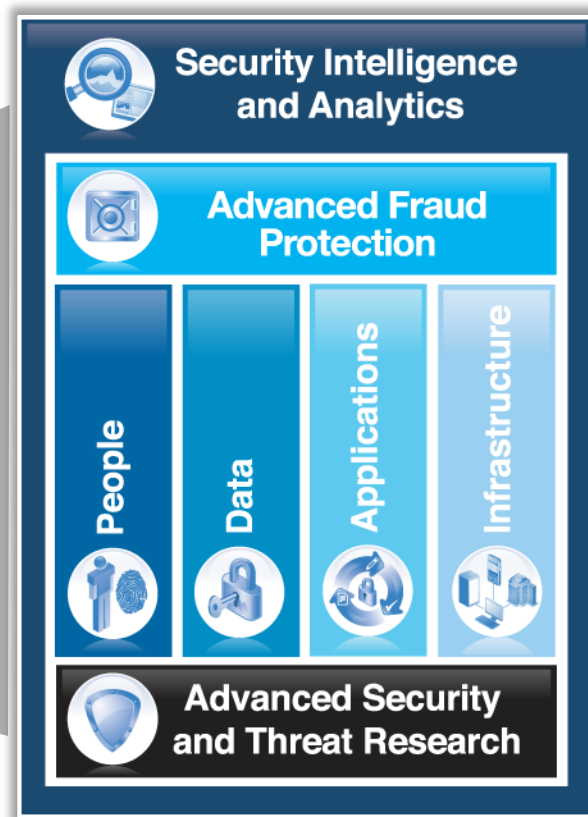 Security Intelligence
and Analytics
Advanced Fraud
Protection
People
Data
Applications
Infrastructure
Advanced Security
and Threat Research